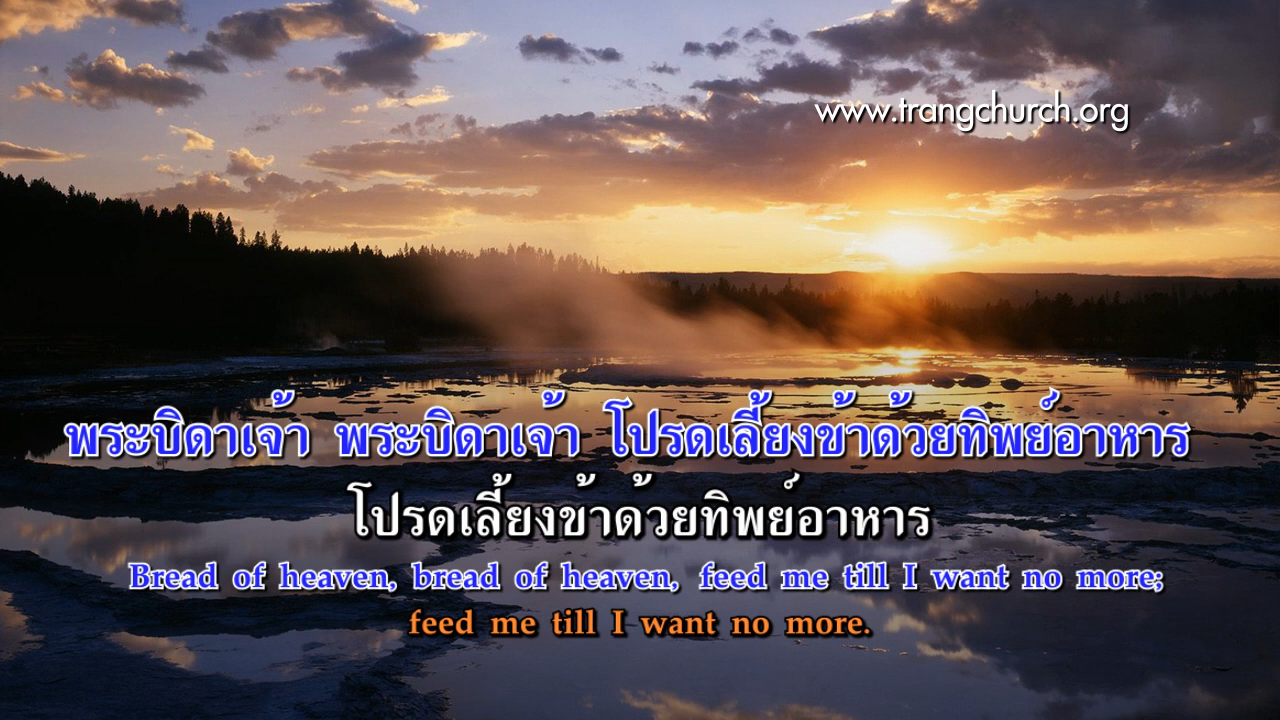 www.trangchurch.org
พระบิดาเจ้า พระบิดาเจ้า โปรดเลี้ยงข้าด้วยทิพย์อาหาร
โปรดเลี้ยงข้าด้วยทิพย์อาหาร
Bread of heaven, bread of heaven, feed me till I want no more;
feed me till I want no more.